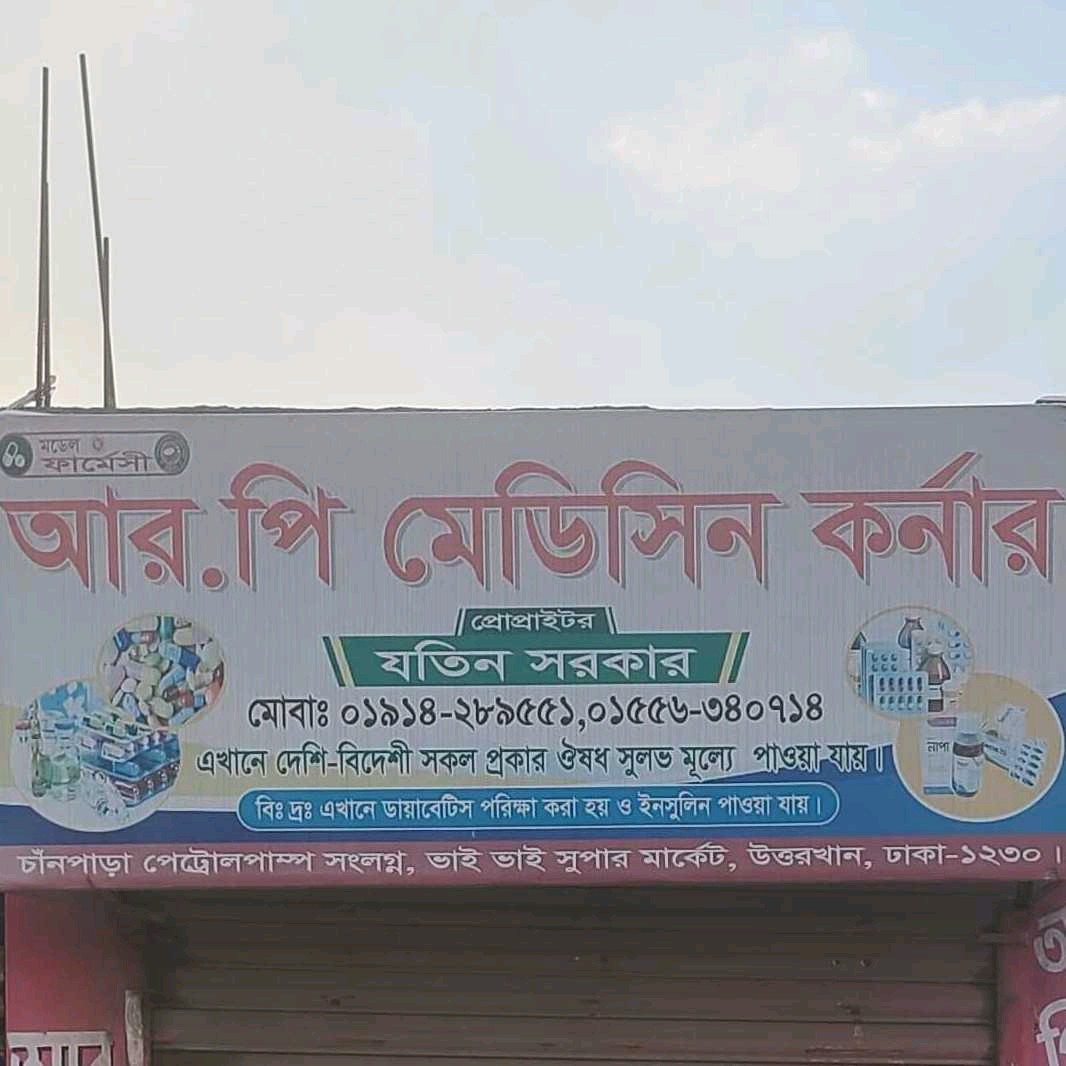 মডেল
ফার্মেসী
আর.পি মেডিসিন কর্নার
প্রোপ্রাইটর
যতিন সরকার
মোবাঃ ০১৯১৪-২৮৯৫৫১,০১৫৫৬-৩৪০৭১৪
এখানে দেশি-বিদেশী সকল প্রকার ঔষধ সুলভ মূল্যে পাওয়া-যায়।
বিঃ দ্রঃ এখানে ডায়াবেটিস পরিক্ষা করা হয় ও ইনসুলিন পাওয়া যায়।
চাঁনপাড়া পেট্রোলপাম্প সংলগ্ন, ভাই ভাই সুপার মার্কেট, উত্তরখান, ঢাকা-১২৩০।
নাপা